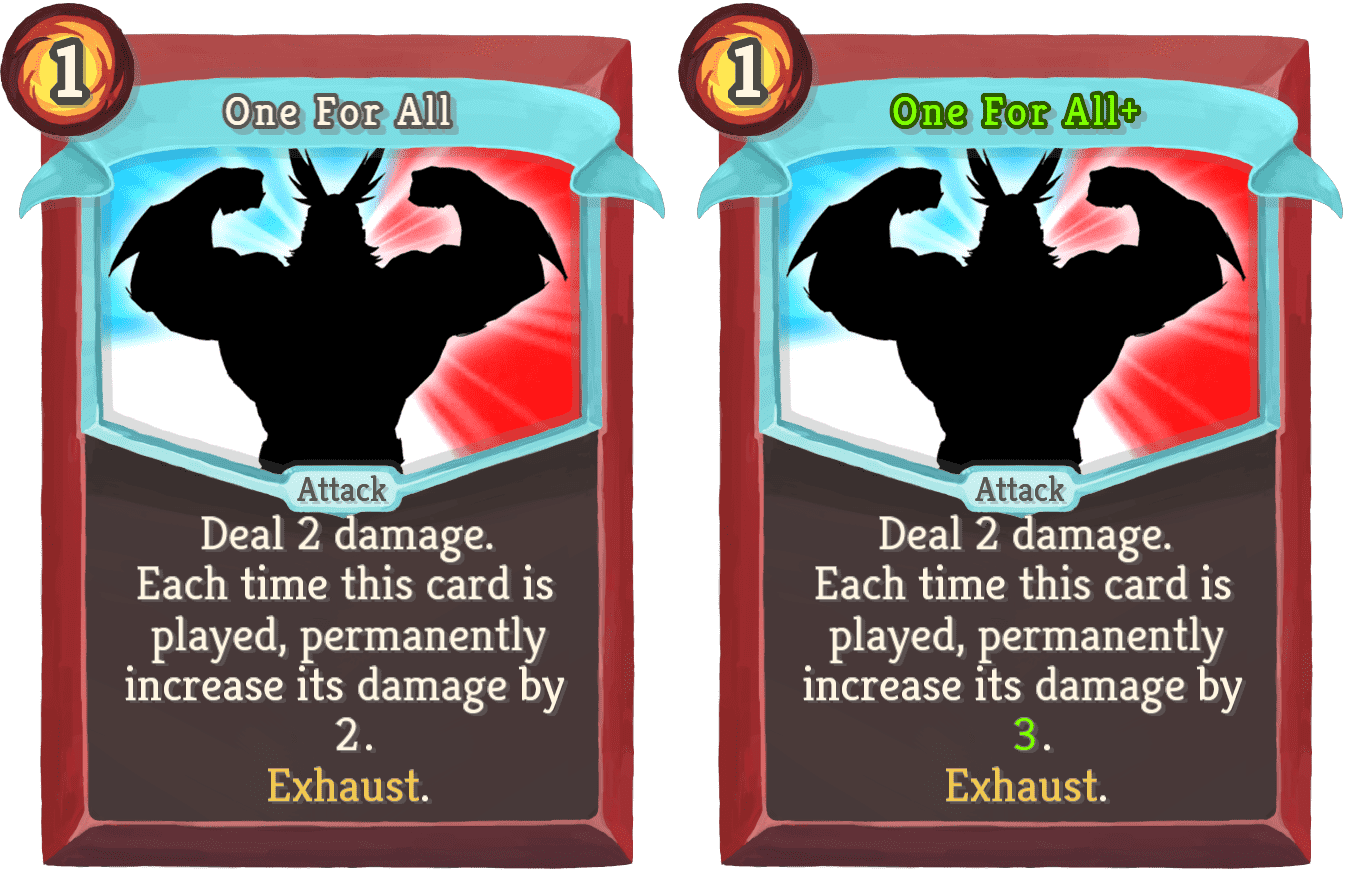 1
One For All
Attack
Deal 2 damage.
Each time this card is
played, permanently
increase its damage by
2.
Exhaust.
1
One For All+
Attack
Deal 2 damage.
Each time this card is
played, permanently
increase its damage by
3.
Exhaust.